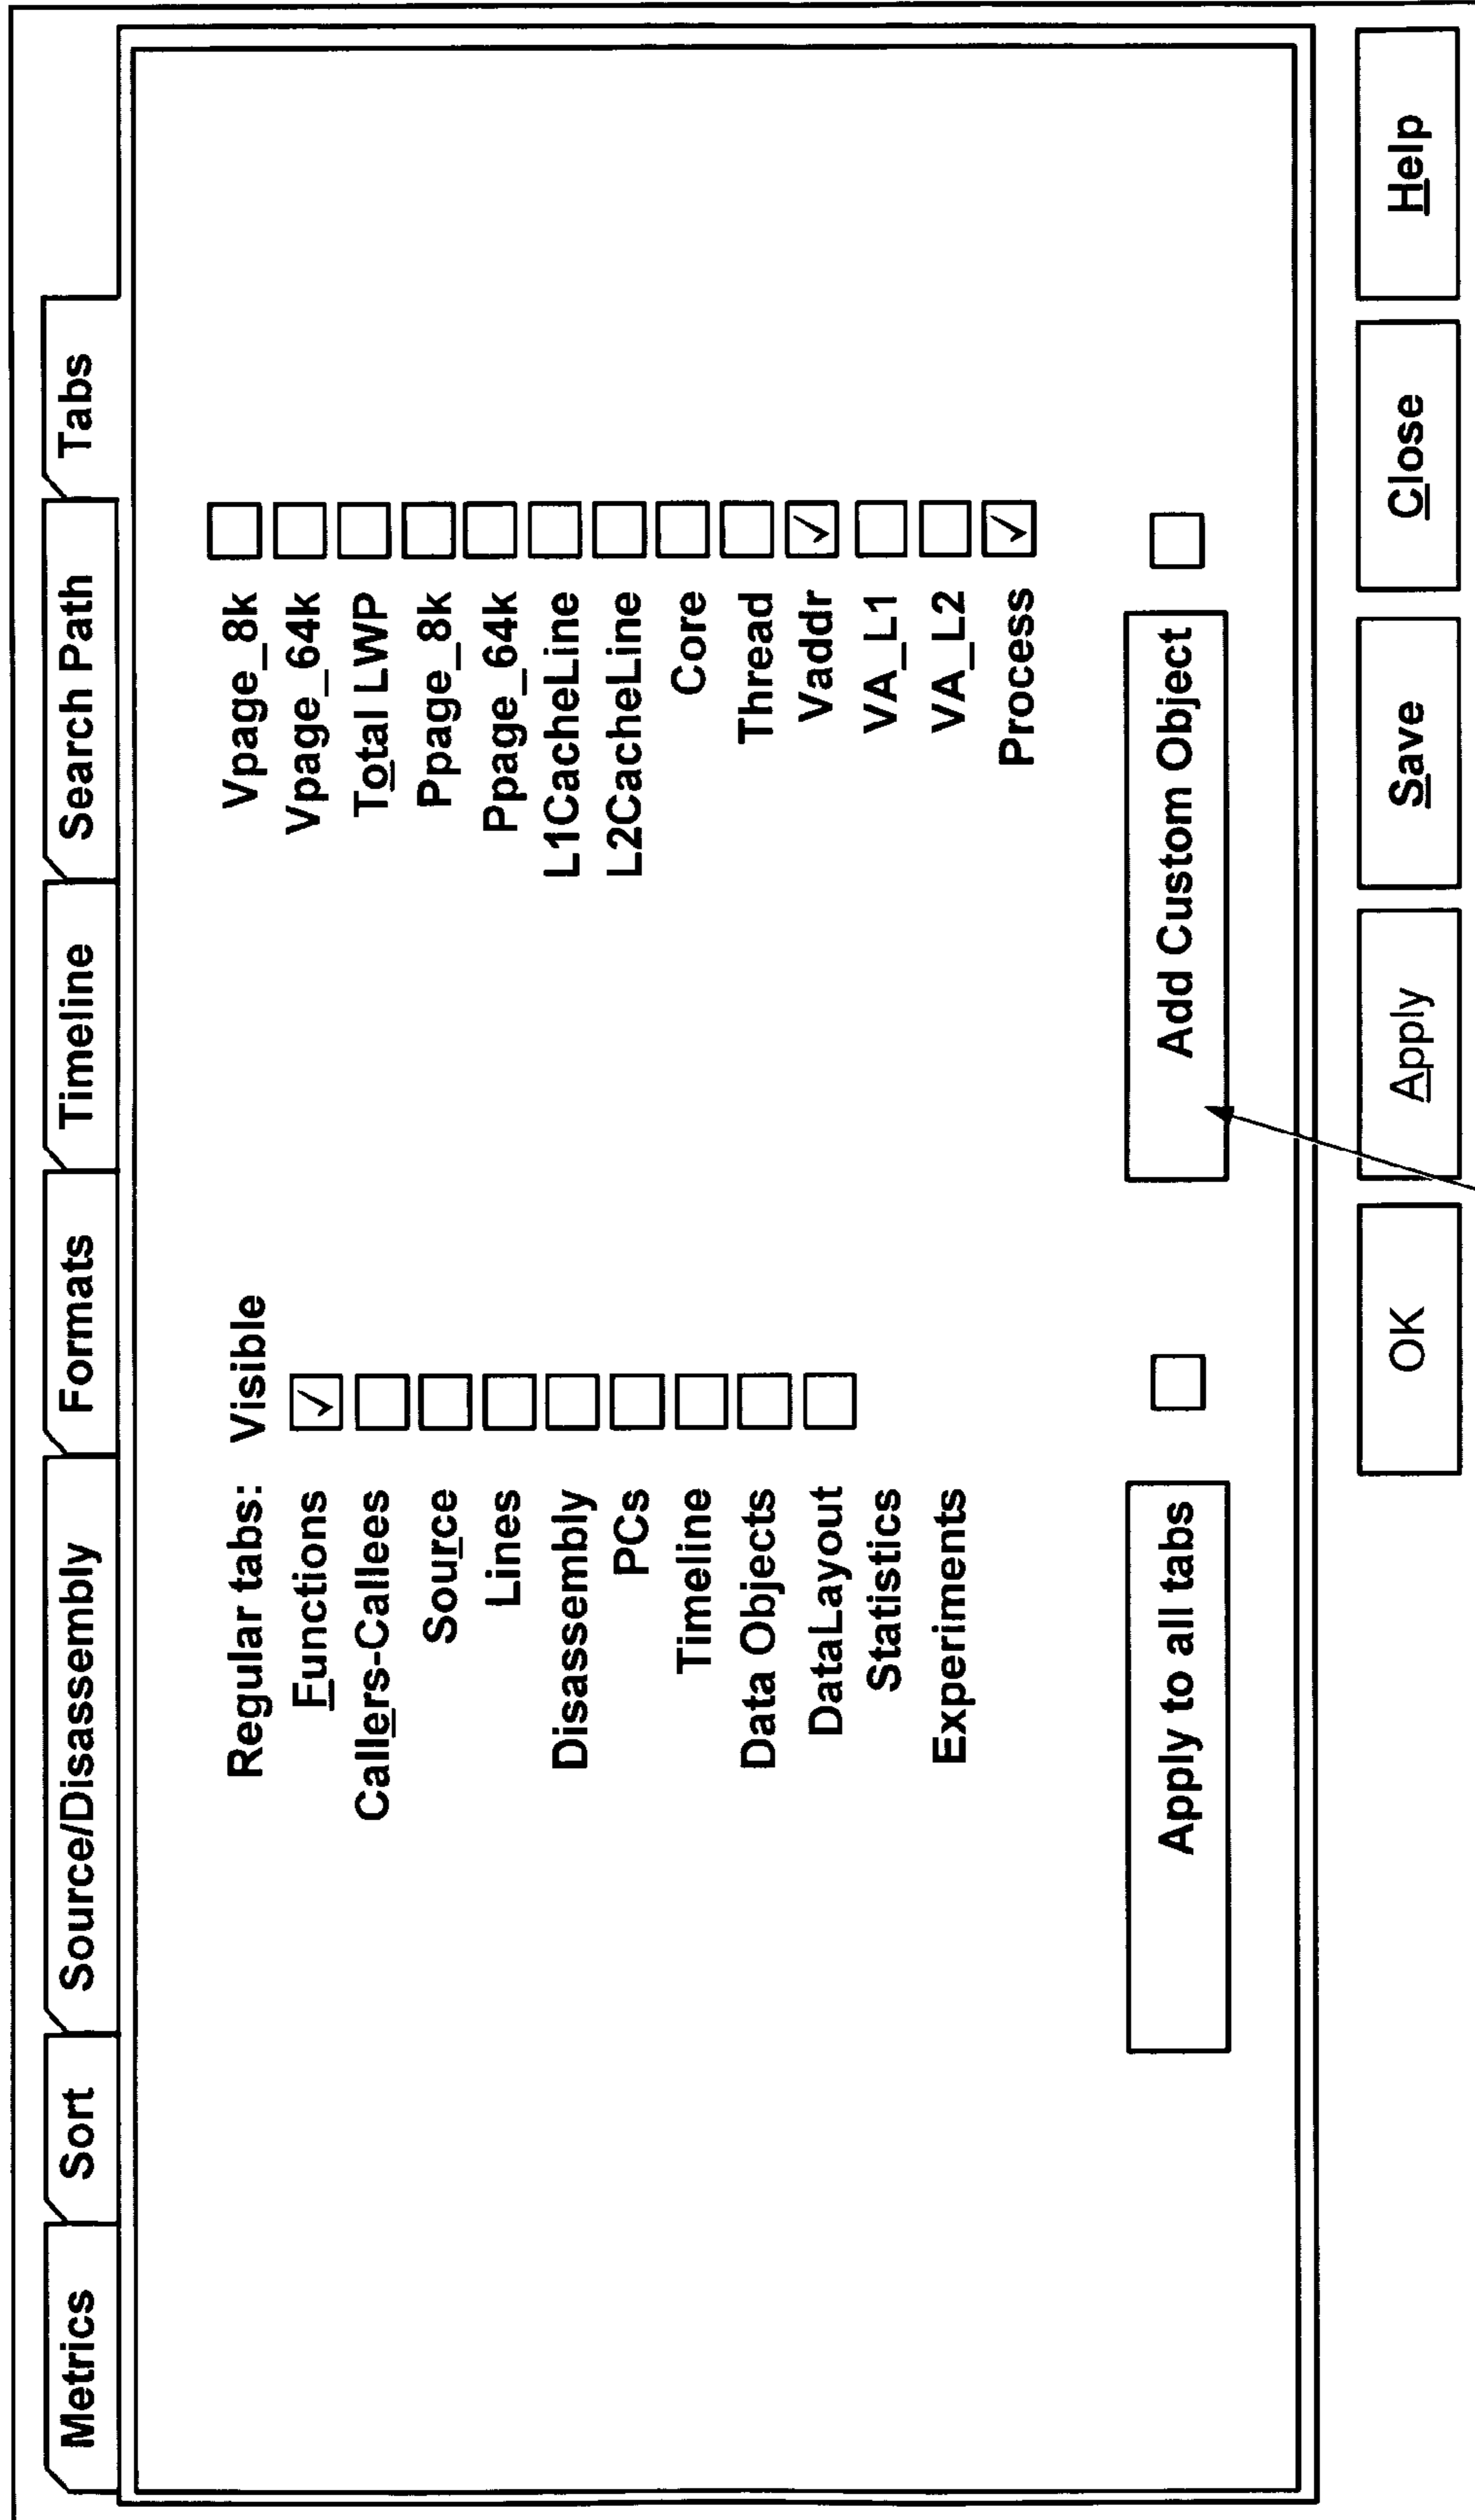 Metrics Sort Source/Disassembly Formats Timeline Search Path Tabs
Regular tabs: Visible
Functions
Callers-Callees
Source
Lines
Disassembly
PCs
Timeline
Data Objects
DataLayout
Statistics
Experiments
Vpage_8k
Vpage_64k
Total LWP
Ppage_8k
Ppage_64k
L1CacheLine
L2CacheLine
Core
Thread
Vaddr
VA_L1
VA_L2
Process
Apply to all tabs
Add Custom Object
OK Apply Save Close Help